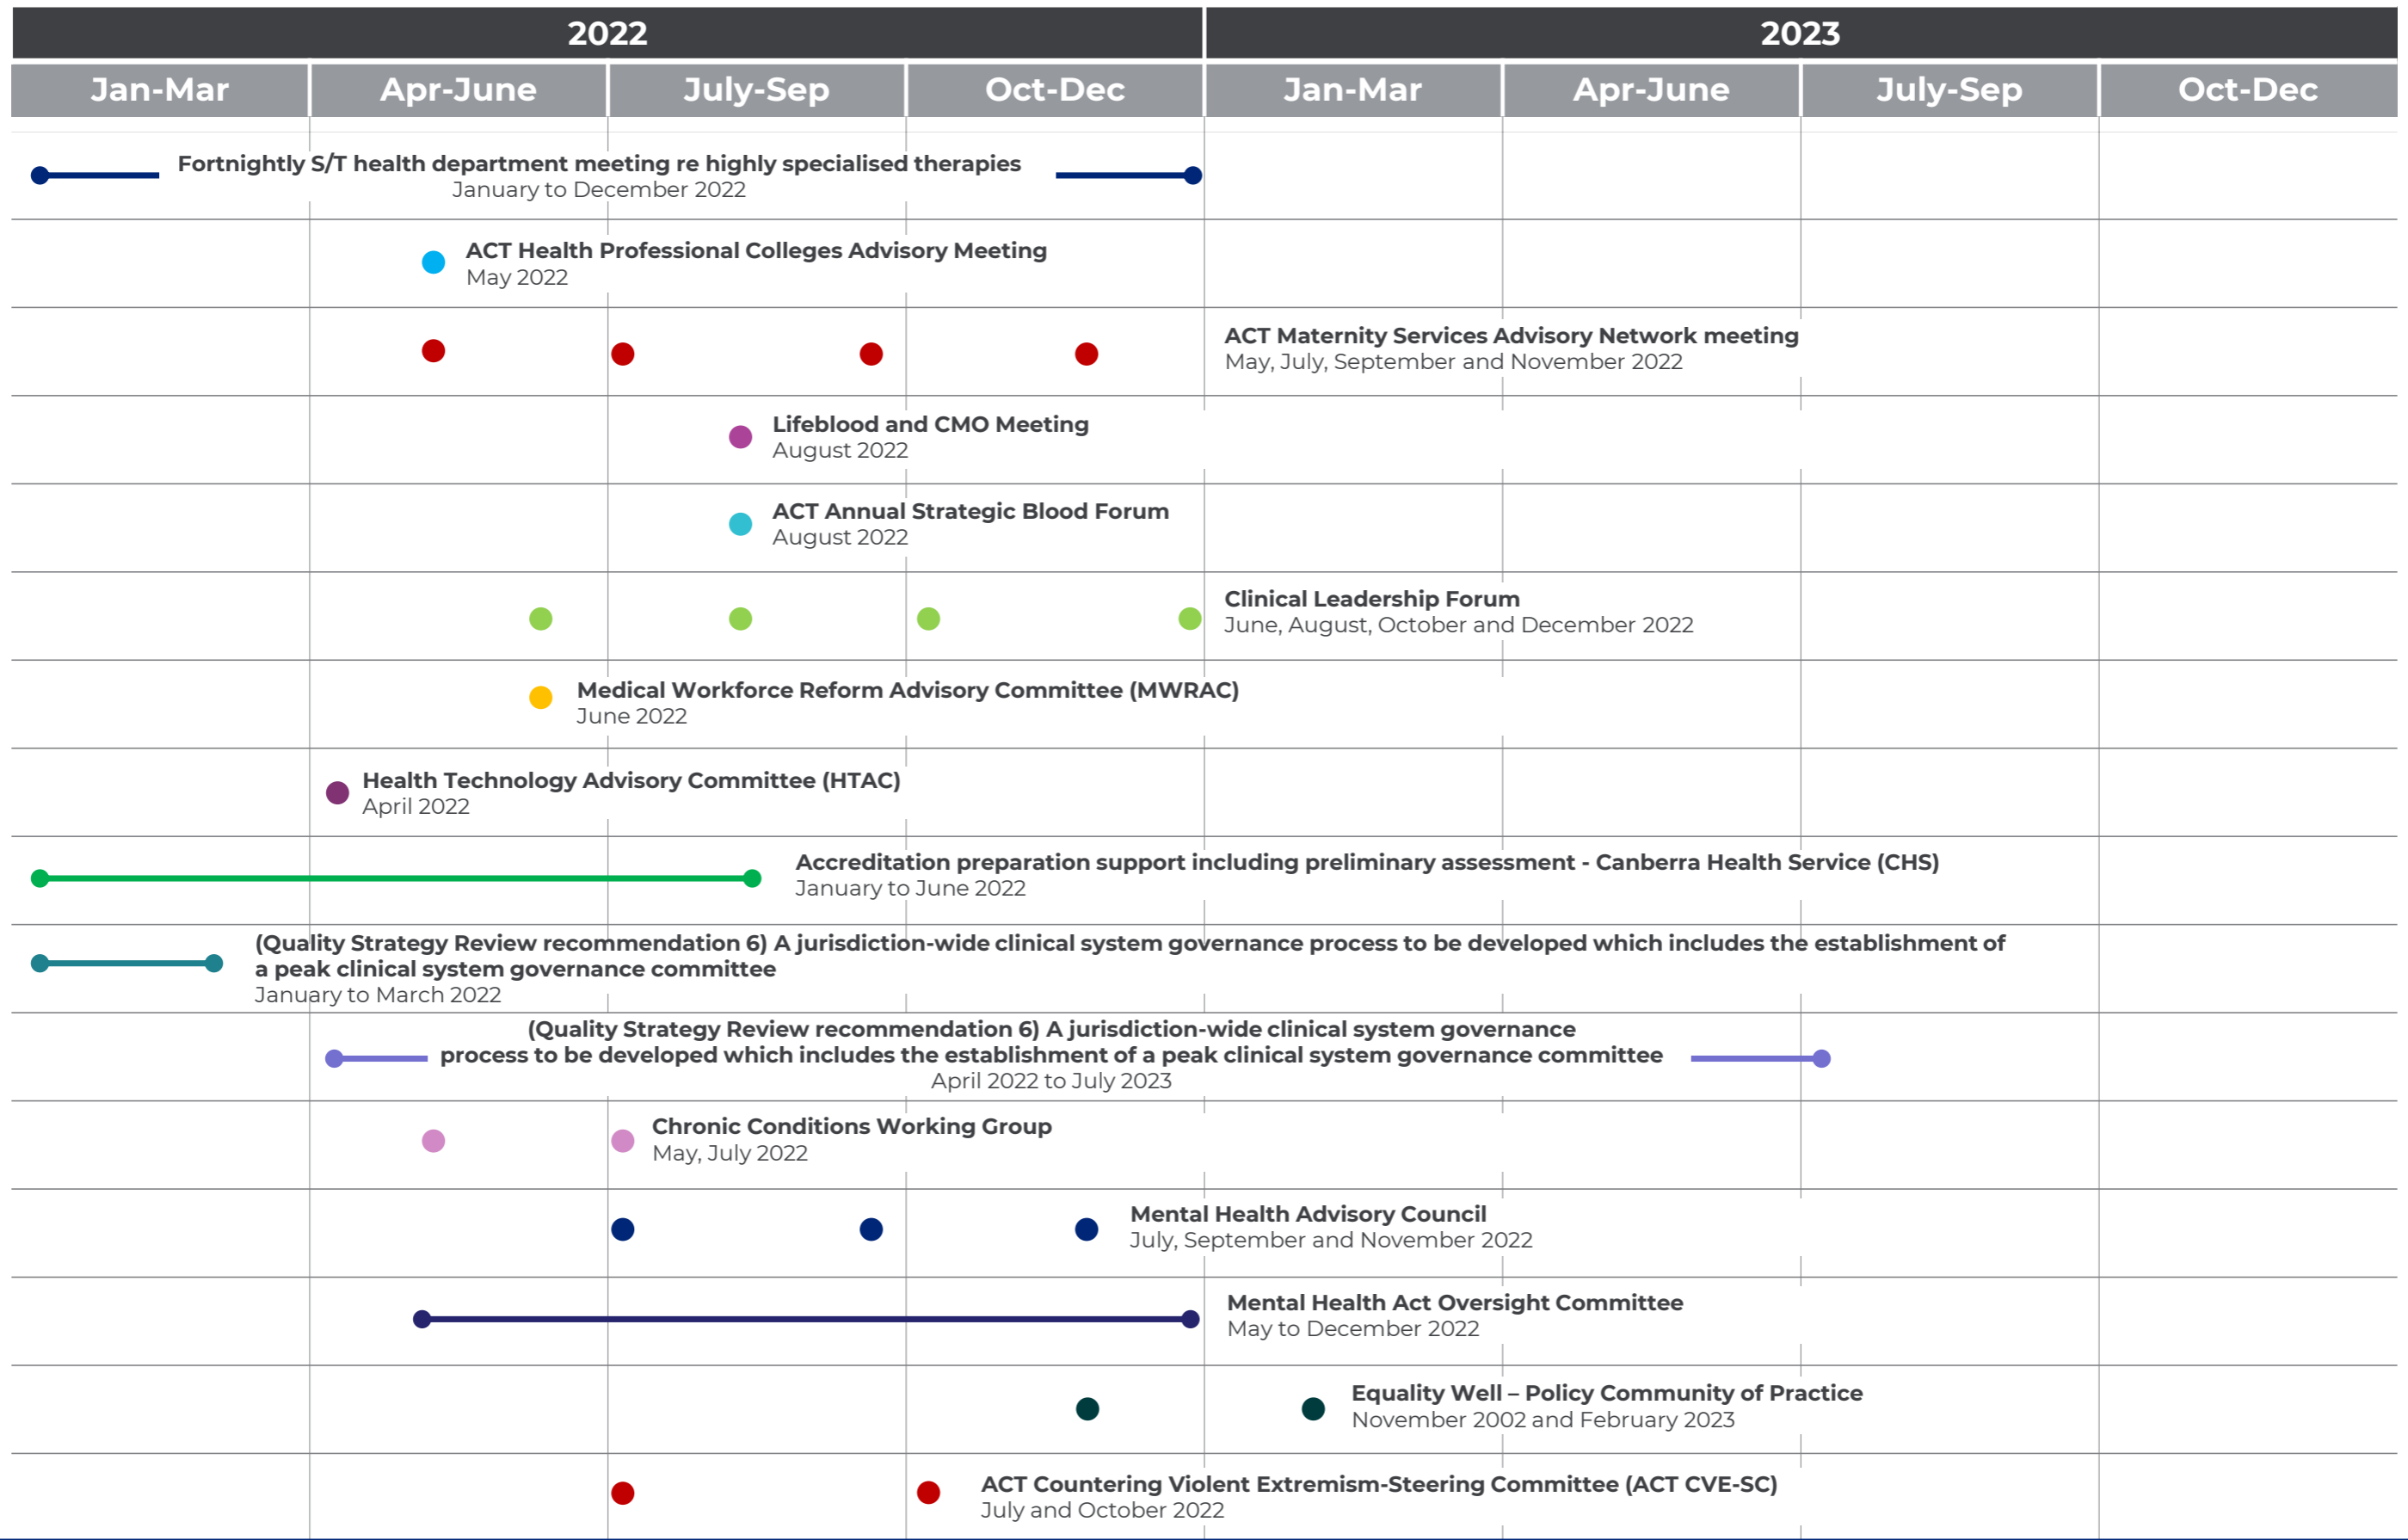 2022
2023
Jan-Mar
Apr-June
July-Sep
Oct-Dec
Jan-Mar
Apr-June
July-Sep
Oct-Dec
Fortnightly S/T health department meeting re highly specialised therapies
January to December 2022
ACT Health Professional Colleges Advisory Meeting
May 2022
ACT Maternity Services Advisory Network meeting
May, July, September and November 2022
Lifeblood and CMO Meeting
August 2022
ACT Annual Strategic Blood Forum
August 2022
Clinical Leadership Forum
June, August, October and December 2022
Medical Workforce Reform Advisory Committee (MWRAC)
June 2022
Health Technology Advisory Committee (HTAC)
April 2022
Accreditation preparation support including preliminary assessment - Canberra Health Service (CHS)
January to June 2022
(Quality Strategy Review recommendation 6) A jurisdiction-wide clinical system governance process to be developed which includes the establishment of
a peak clinical system governance committee
January to March 2022
(Quality Strategy Review recommendation 6) A jurisdiction-wide clinical system governance
process to be developed which includes the establishment of a peak clinical system governance committee
April 2022 to July 2023
Chronic Conditions Working Group
May, July 2022
Mental Health Advisory Council
July, September and November 2022
Mental Health Act Oversight Committee
May to December 2022
Equality Well – Policy Community of Practice
November 2002 and February 2023
ACT Countering Violent Extremism-Steering Committee (ACT CVE-SC)
July and October 2022